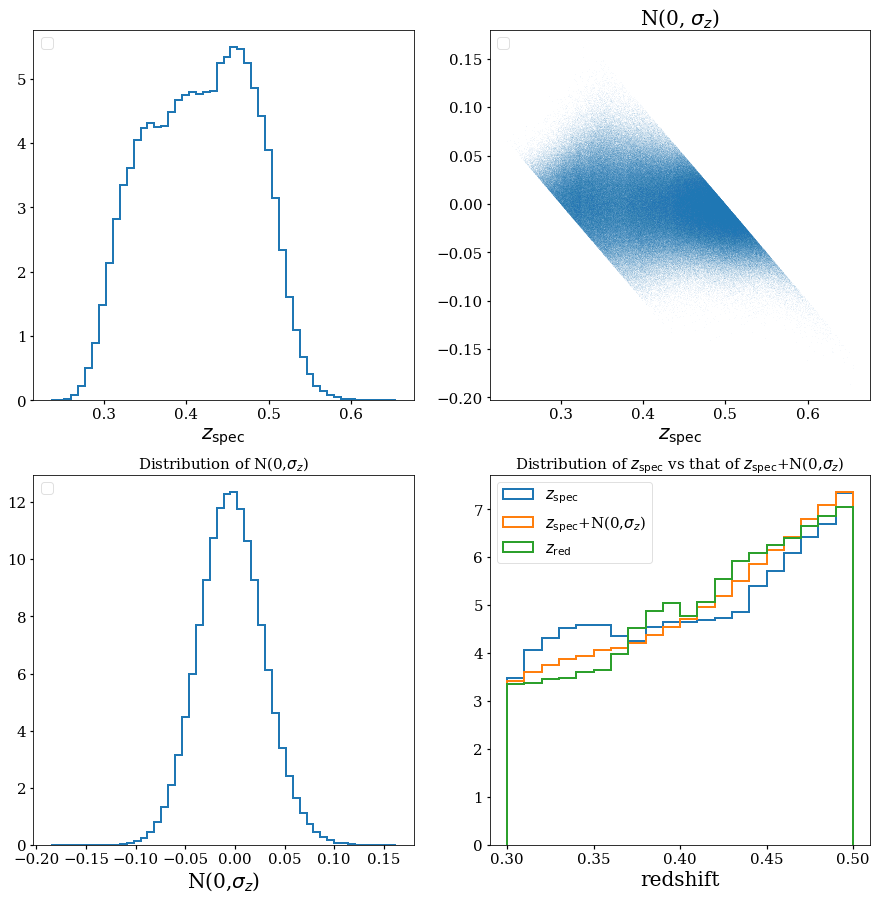 5
4
3
2
1
0
0.3 0.4 0.5 0.6
z_spec
N(0, σ_z)
0.15
0.10
0.05
0.00
−0.05
−0.10
−0.15
−0.20
0.3 0.4 0.5 0.6
z_spec
Distribution of N(0,σ_z)
12
10
8
6
4
2
0
−0.20 −0.15 −0.10 −0.05 0.00 0.05 0.10 0.15
N(0,σ_z)
Distribution of z_spec vs that of z_spec+N(0,σ_z)
z_spec
z_spec+N(0,σ_z)
z_red
7
6
5
4
3
2
1
0
0.30 0.35 0.40 0.45 0.50
redshift